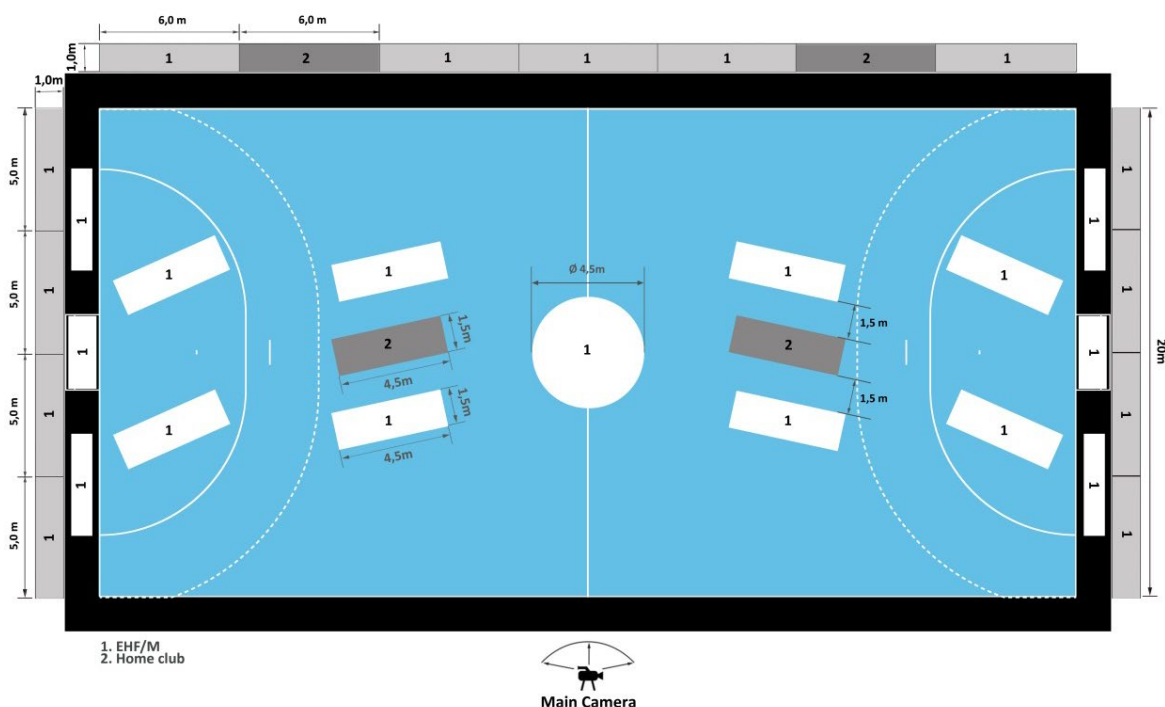 6,0 m 6,0 m
1,0m 1 2 1 1 1 2 1
1,0m
5,0 m 1 1 1 1
5,0 m 1 1 1 1 1 1
Ø 4,5m
1,5m 1,5 m
1 1 2 1 2 1 1 20m
4,5m
5,0 m 1 1 1,5m 1,5 m 1 1
1 1 1 1
4,5m
1 1
5,0 m 1 1
1. EHF/M
2. Home club
Main Camera